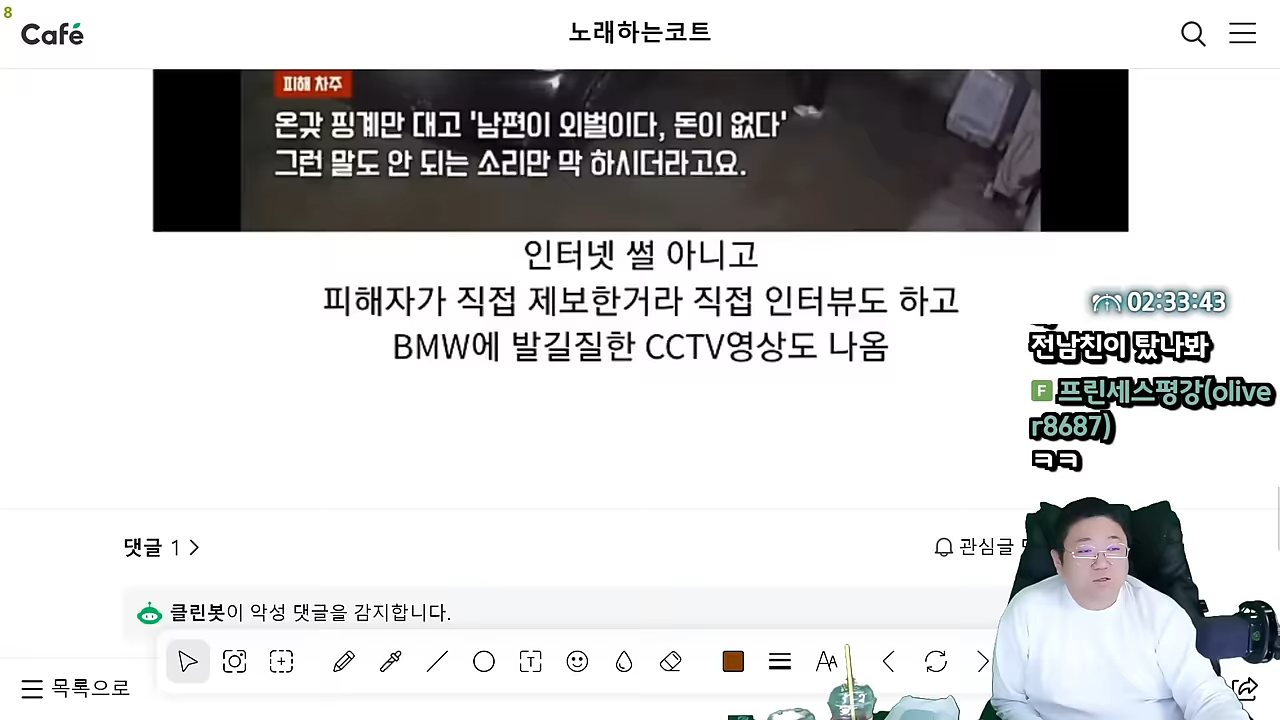 8
Café
노래하는코트
피해 차주
온갖 핑계만 대고 '남편이 외벌이다, 돈이 없다'
그런 말도 안 되는 소리만 막 하시더라고요.
인터넷 썰 아니고
피해자가 직접 제보한거라 직접 인터뷰도 하고
BMW에 발길질한 CCTV영상도 나옴
02:33:43
전남친이 탔나봐
F 프린세스평강(olive
r8687)
ㅋㅋ
댓글 1
관심글
클린봇이 악성 댓글을 감지합니다.
T
AA
목록으로